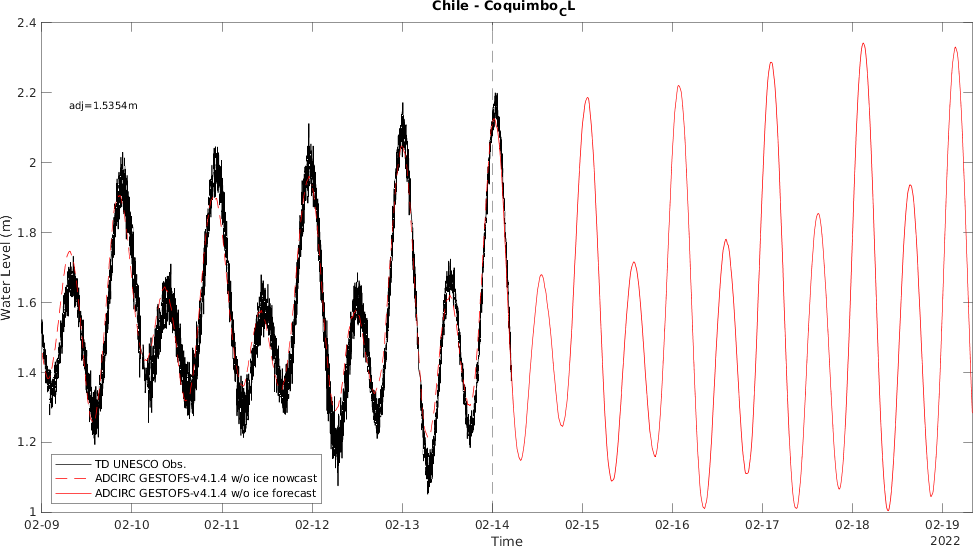 Chile - Coquimbo_CL
2.4
2.2
2
1.8
1.6
1.4
1.2
1
Water Level (m)
adj=1.5354m
TD UNESCO Obs.
ADCIRC GESTOFS-v4.1.4 w/o ice nowcast
ADCIRC GESTOFS-v4.1.4 w/o ice forecast
02-09 02-10 02-11 02-12 02-13 02-14 02-15 02-16 02-17 02-18 02-19
Time
2022